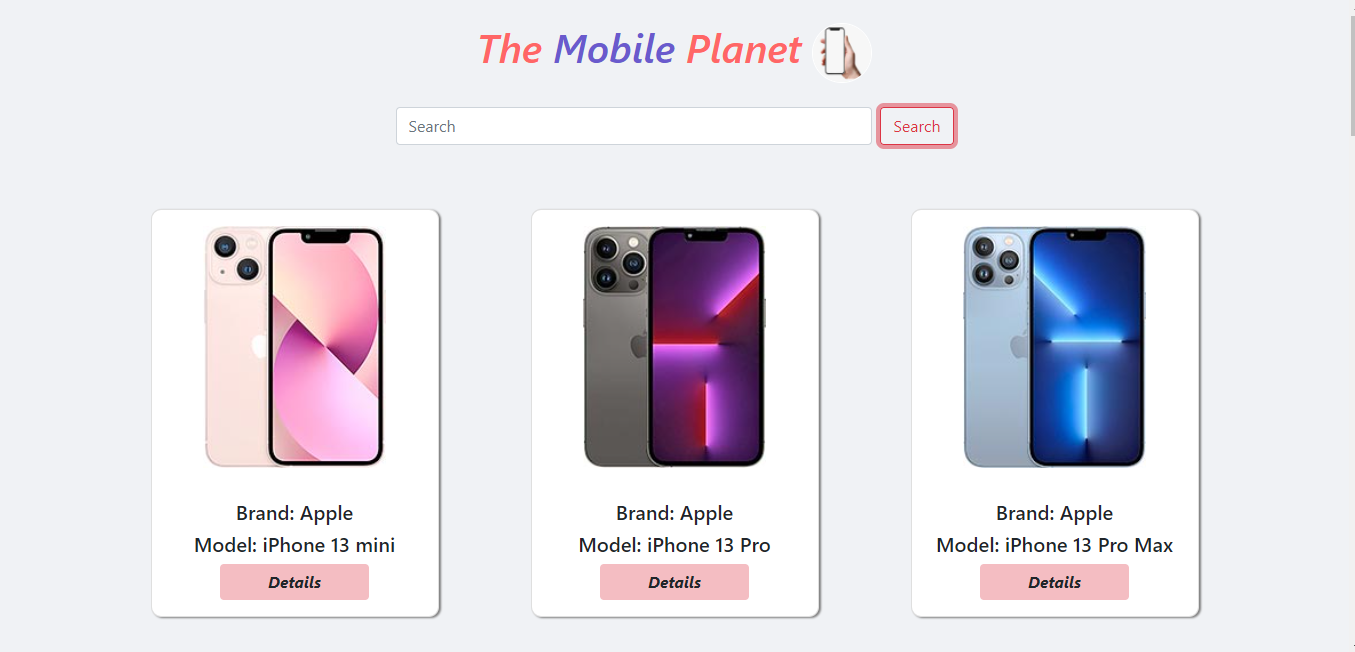 The Mobile Planet
Search Search
Brand: Apple
Model: iPhone 13 mini
Details
Brand: Apple
Model: iPhone 13 Pro
Details
Brand: Apple
Model: iPhone 13 Pro Max
Details